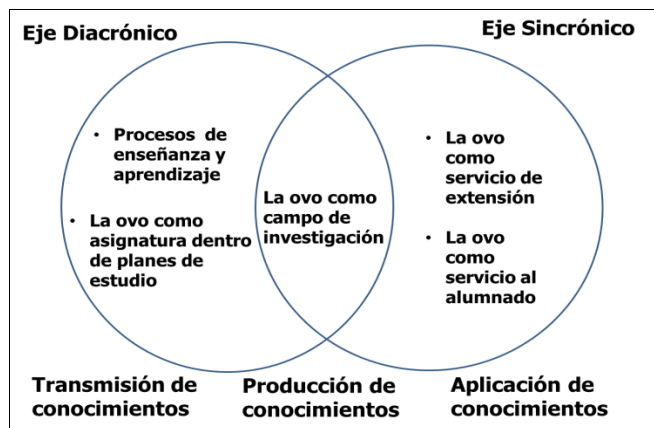 Eje Diacrónico
Eje Sincrónico
• Procesos de
enseñanza y
aprendizaje
• La ovo como
asignatura dentro
de planes de
estudio
La ovo como
campo de
investigación
• La ovo
como
servicio de
extensión
• La ovo
como
servicio al
alumnado
Transmisión de
conocimientos
Producción de
conocimientos
Aplicación de
conocimientos